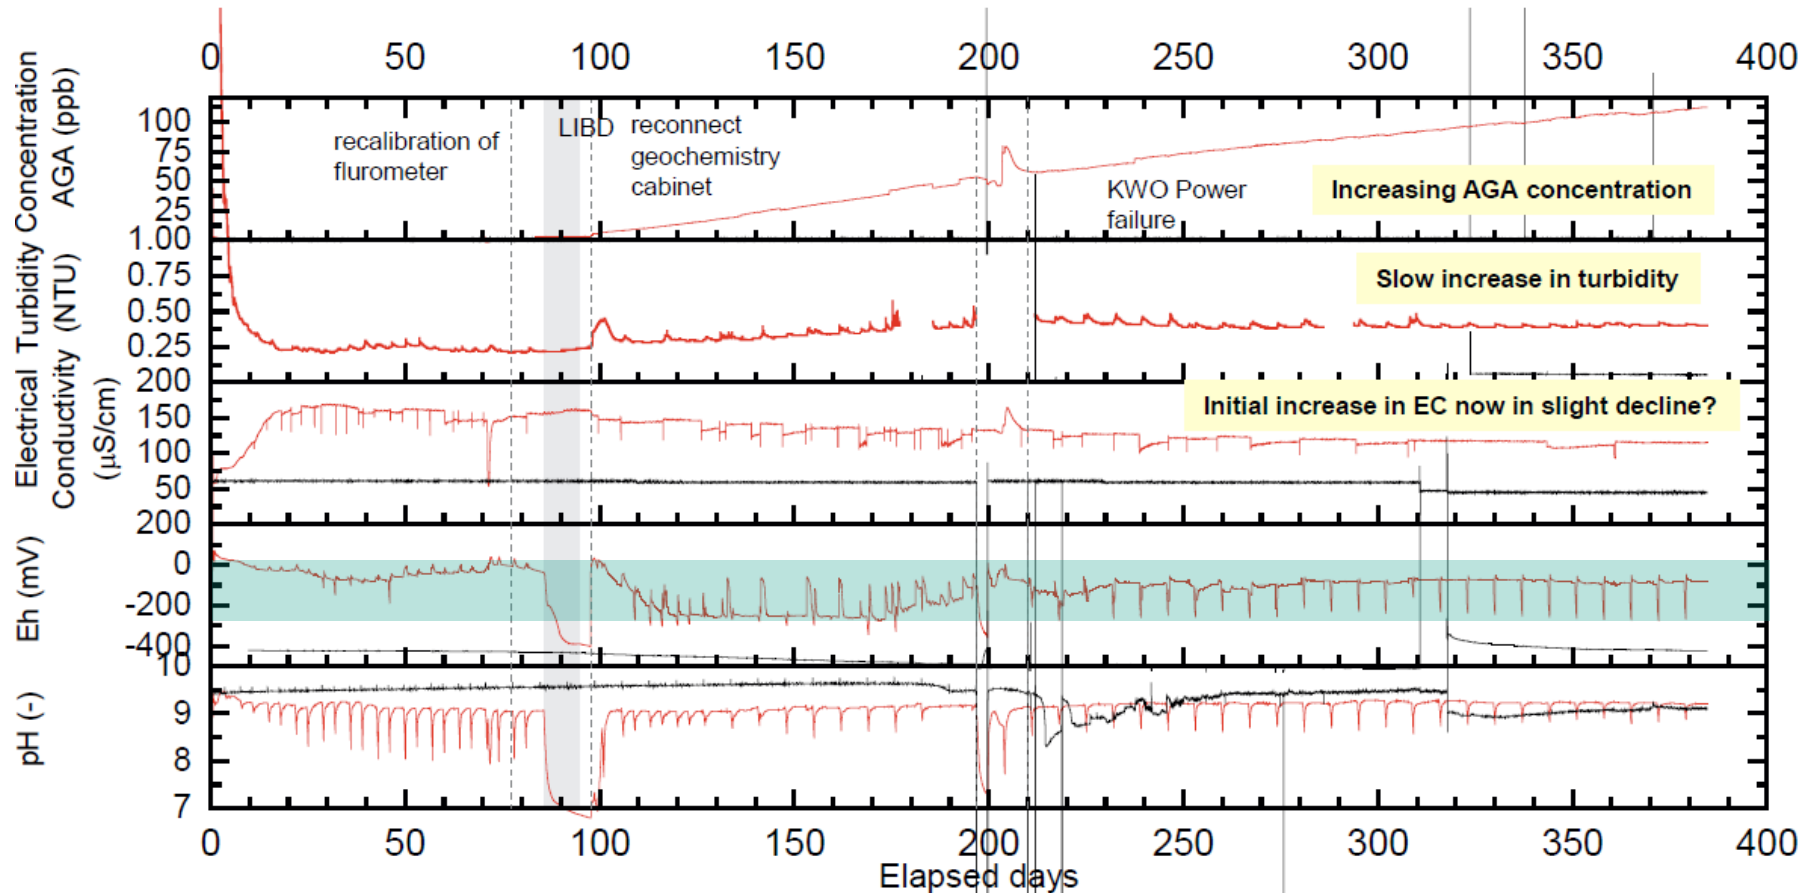 0 50 100 150 200 250 300 350 400
Concentration
AGA (ppb)
100
75
50
25
recalibration of
flurometer
LIBD
reconnect
geochemistry
cabinet
KWO Power
failure
Increasing AGA concentration
Turbidity
(NTU)
1.00
0.75
0.50
0.25
Slow increase in turbidity
Electrical
Conductivity
(µS/cm)
200
150
100
50
Initial increase in EC now in slight decline?
Eh (mV)
200
0
-200
-400
pH (-)
10
9
8
7
0 50 100 150 200 250 300 350 400
Elapsed days